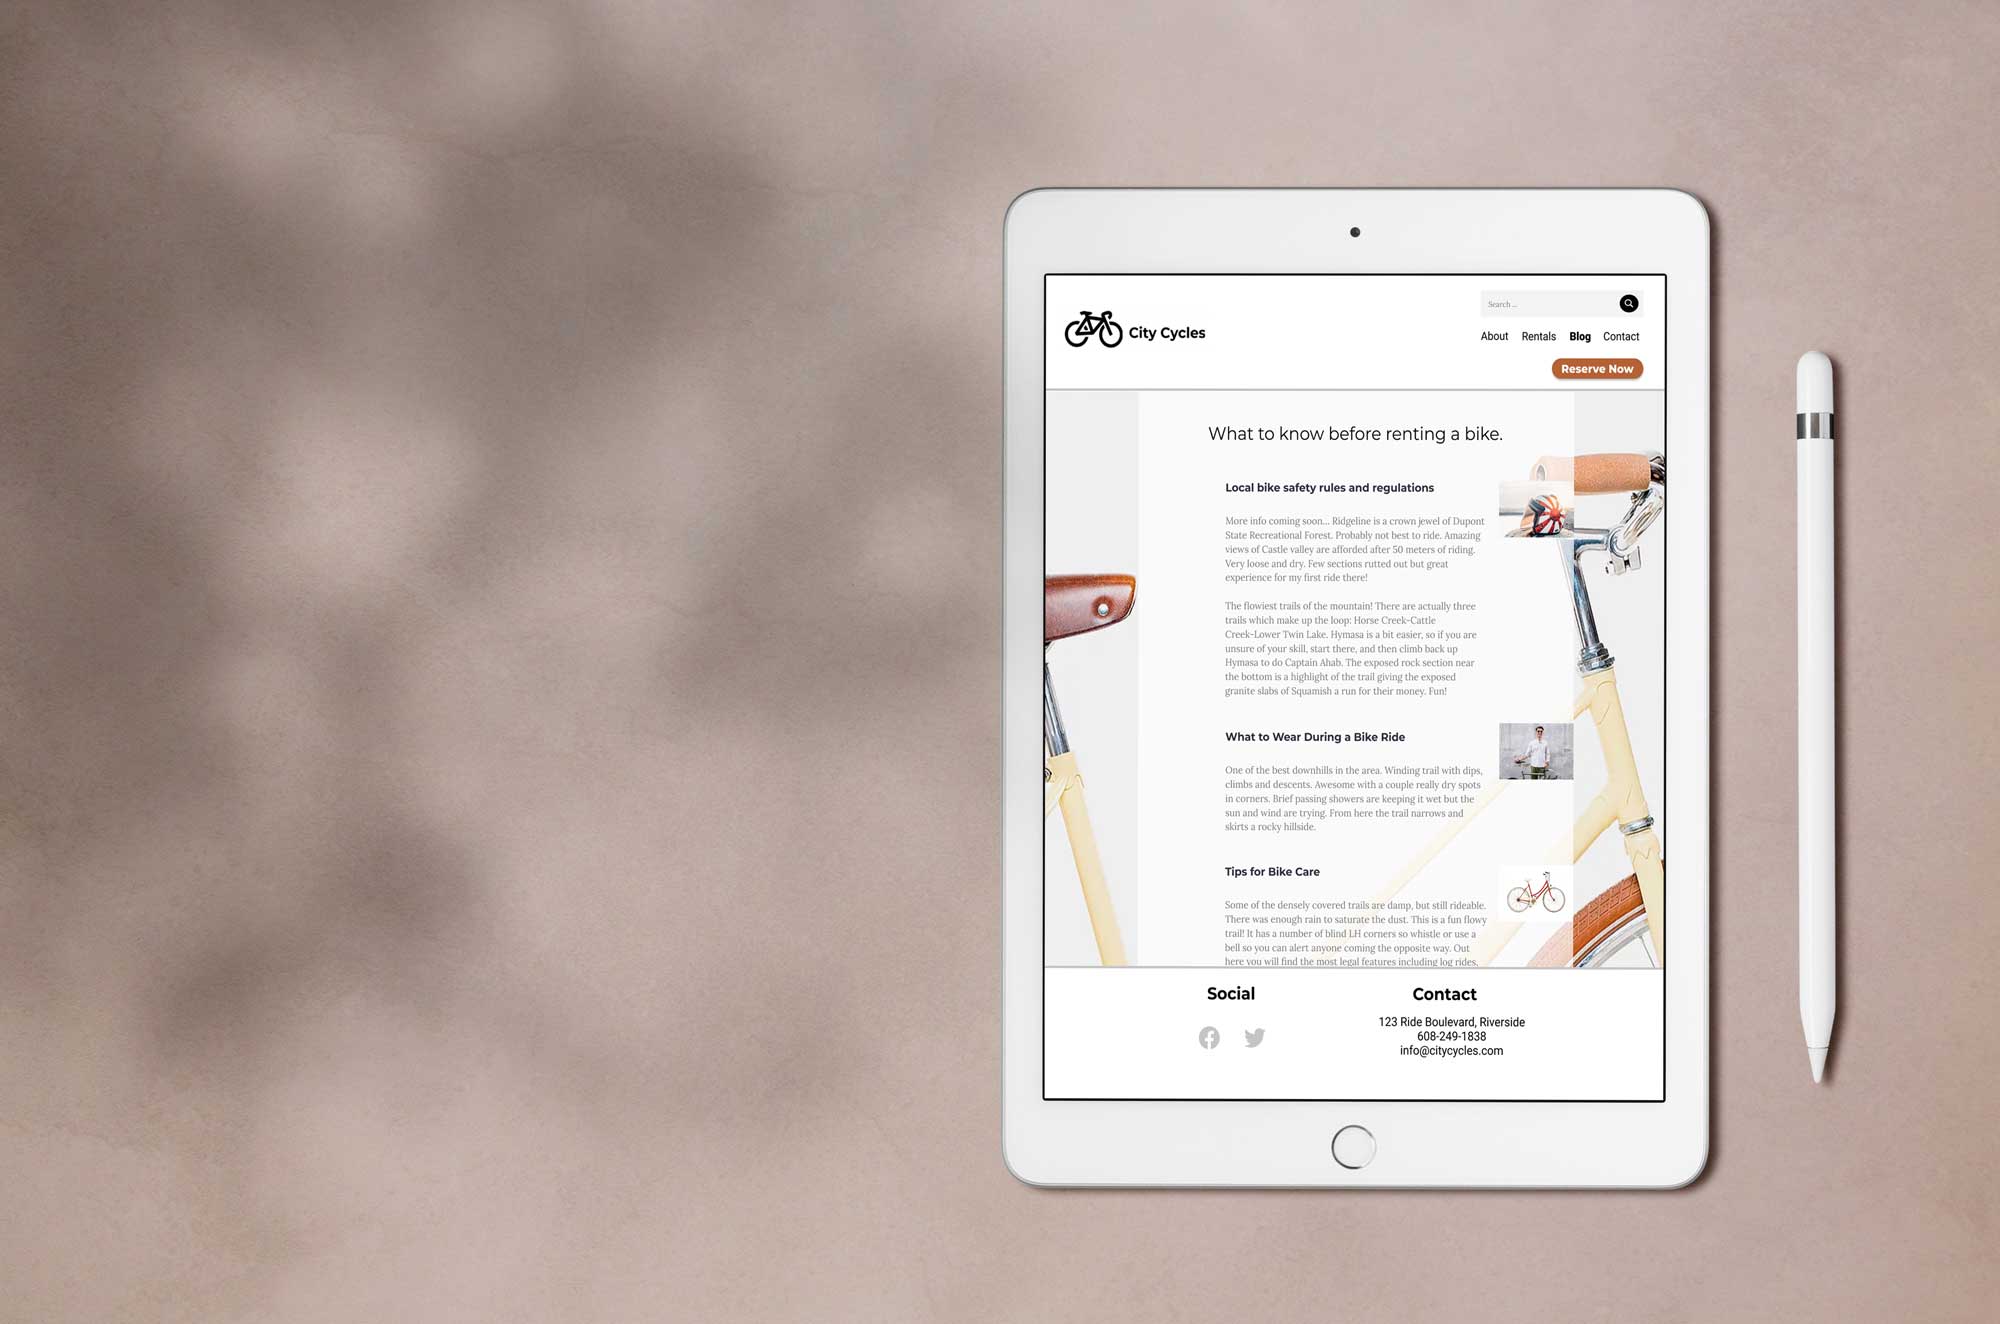 City Cycles
Search ...
About Rentals Blog Contact
Reserve Now
What to know before renting a bike.
Local bike safety rules and regulations
More info coming soon... Ridgeline is a crown jewel of Dupont
State Recreational Forest. Probably not best to ride. Amazing
views of Castle valley are afforded after 50 meters of riding.
Very loose and dry. Few sections rutted out but great
experience for my first ride there!
The flowiest trails of the mountain! There are actually three
trails which make up the loop: Horse Creek-Cattle
Creek-Lower Twin Lake. Hymasa is a bit easier, so if you are
unsure of your skill, start there, and then climb back up
Hymasa to do Captain Ahab. The exposed rock section near
the bottom is a highlight of the trail giving the exposed
granite slabs of Squamish a run for their money. Fun!
What to Wear During a Bike Ride
One of the best downhills in the area. Winding trail with dips,
climbs and descents. Awesome with a couple really dry spots
in corners. Brief passing showers are keeping it wet but the
sun and wind are trying. From here the trail narrows and
skirts a rocky hillside.
Tips for Bike Care
Some of the densely covered trails are damp, but still rideable.
There was enough rain to saturate the dust. This is a fun flowy
trail! It has a number of blind LH corners so whistle or use a
bell so you can alert anyone coming the opposite way. Out
here you will find the most legal features including log rides,
Social
Contact
123 Ride Boulevard, Riverside
608-249-1838
info@citycycles.com